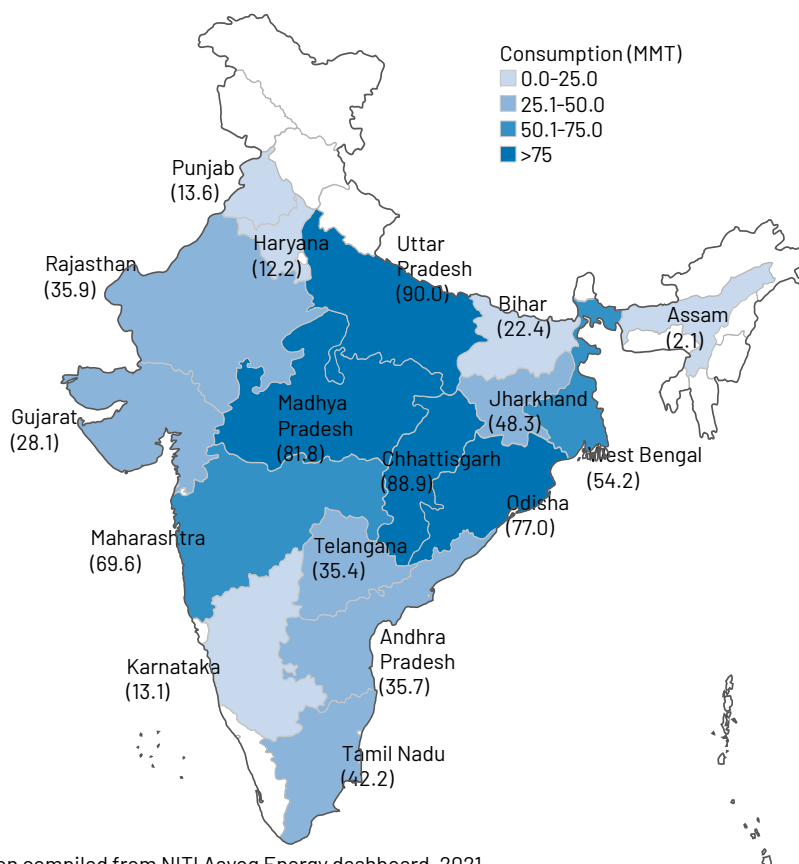 Consumption (MMT)
0.0-25.0
25.1-50.0
50.1-75.0
>75
Punjab
(13.6)
Haryana
(12.2)
Uttar
Pradesh
(90.0)
Rajasthan
(35.9)
Bihar
(22.4)
Assam
(2.1)
Gujarat
(28.1)
Madhya
Pradesh
(81.8)
Jharkhand
(48.3)
Chhattisgarh
(88.9)
West Bengal
(54.2)
Odisha
(77.0)
Maharashtra
(69.6)
Telangana
(35.4)
Andhra
Pradesh
(35.7)
Karnataka
(13.1)
Tamil Nadu
(42.2)
compiled from NITI Aayog Energy dashboard, 2021